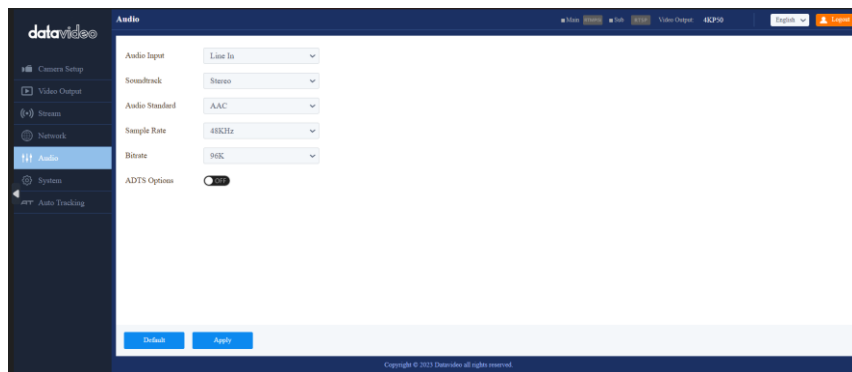 datavideo
Audio
Main
Sub
Video Output 4KP50
English
Logout
Camera Setup
Video Output
Stream
Network
Audio
System
Auto Tracking
Audio Input Line In
Soundtrack Stereo
Audio Standard AAC
Sample Rate 48KHz
Bitrate 96K
ADTS Options OFF
Default Apply
Copyright © 2023 Datavideo all rights reserved.